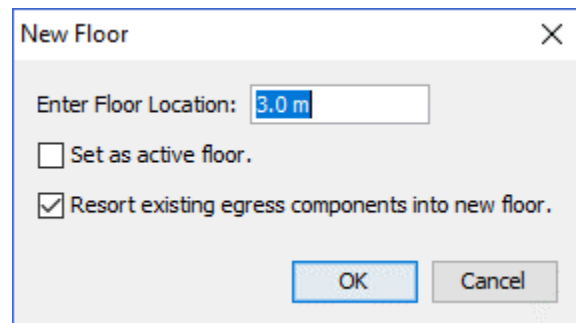 New Floor
Enter Floor Location: 3.0 m
Set as active floor.
Resort existing egress components into new floor.
OK Cancel